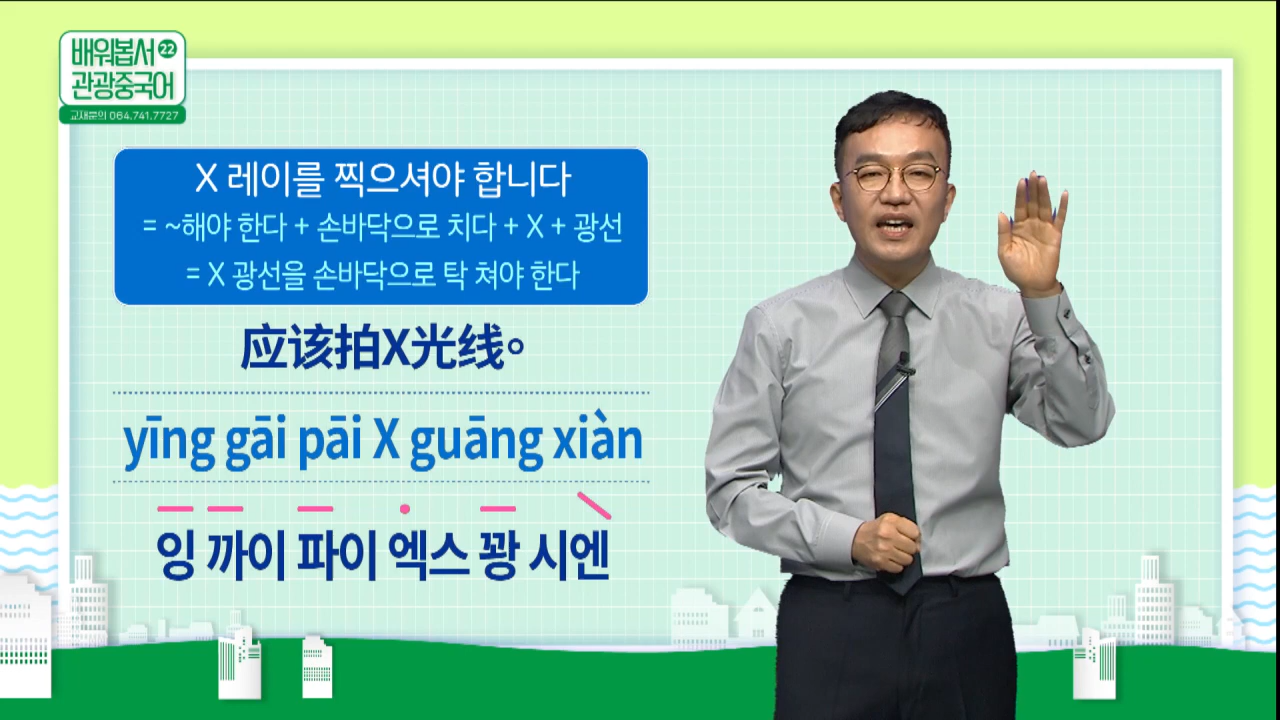 배워봅서 22
관광중국어
교재문의 064.741.7727
X 레이를 찍으셔야 합니다
= ~해야 한다 + 손바닥으로 치다 + X + 광선
= X 광선을 손바닥으로 탁 쳐야 한다
应该拍X光线。
yīng gāi pāi X guāng xiàn
잉 까이 파이 엑스 꽝 시엔